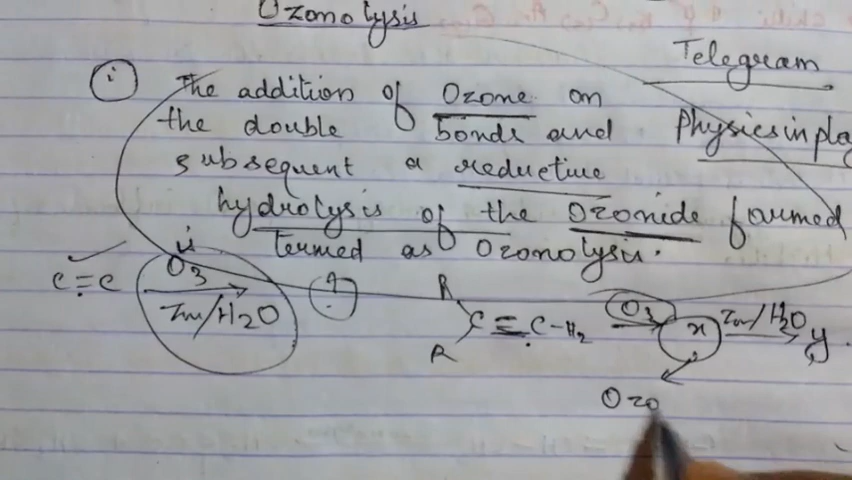 Ozonolysis
Telegram
Physicsinpla
i The addition of Ozone on
the double bonds and
subsequent a reductive
hydrolysis of the Ozonide formed
is termed as Ozonolysis.
C=C O3 Zn/H2O A
R R C=C-H2 O3 x Zn/H2O y.
Ozo